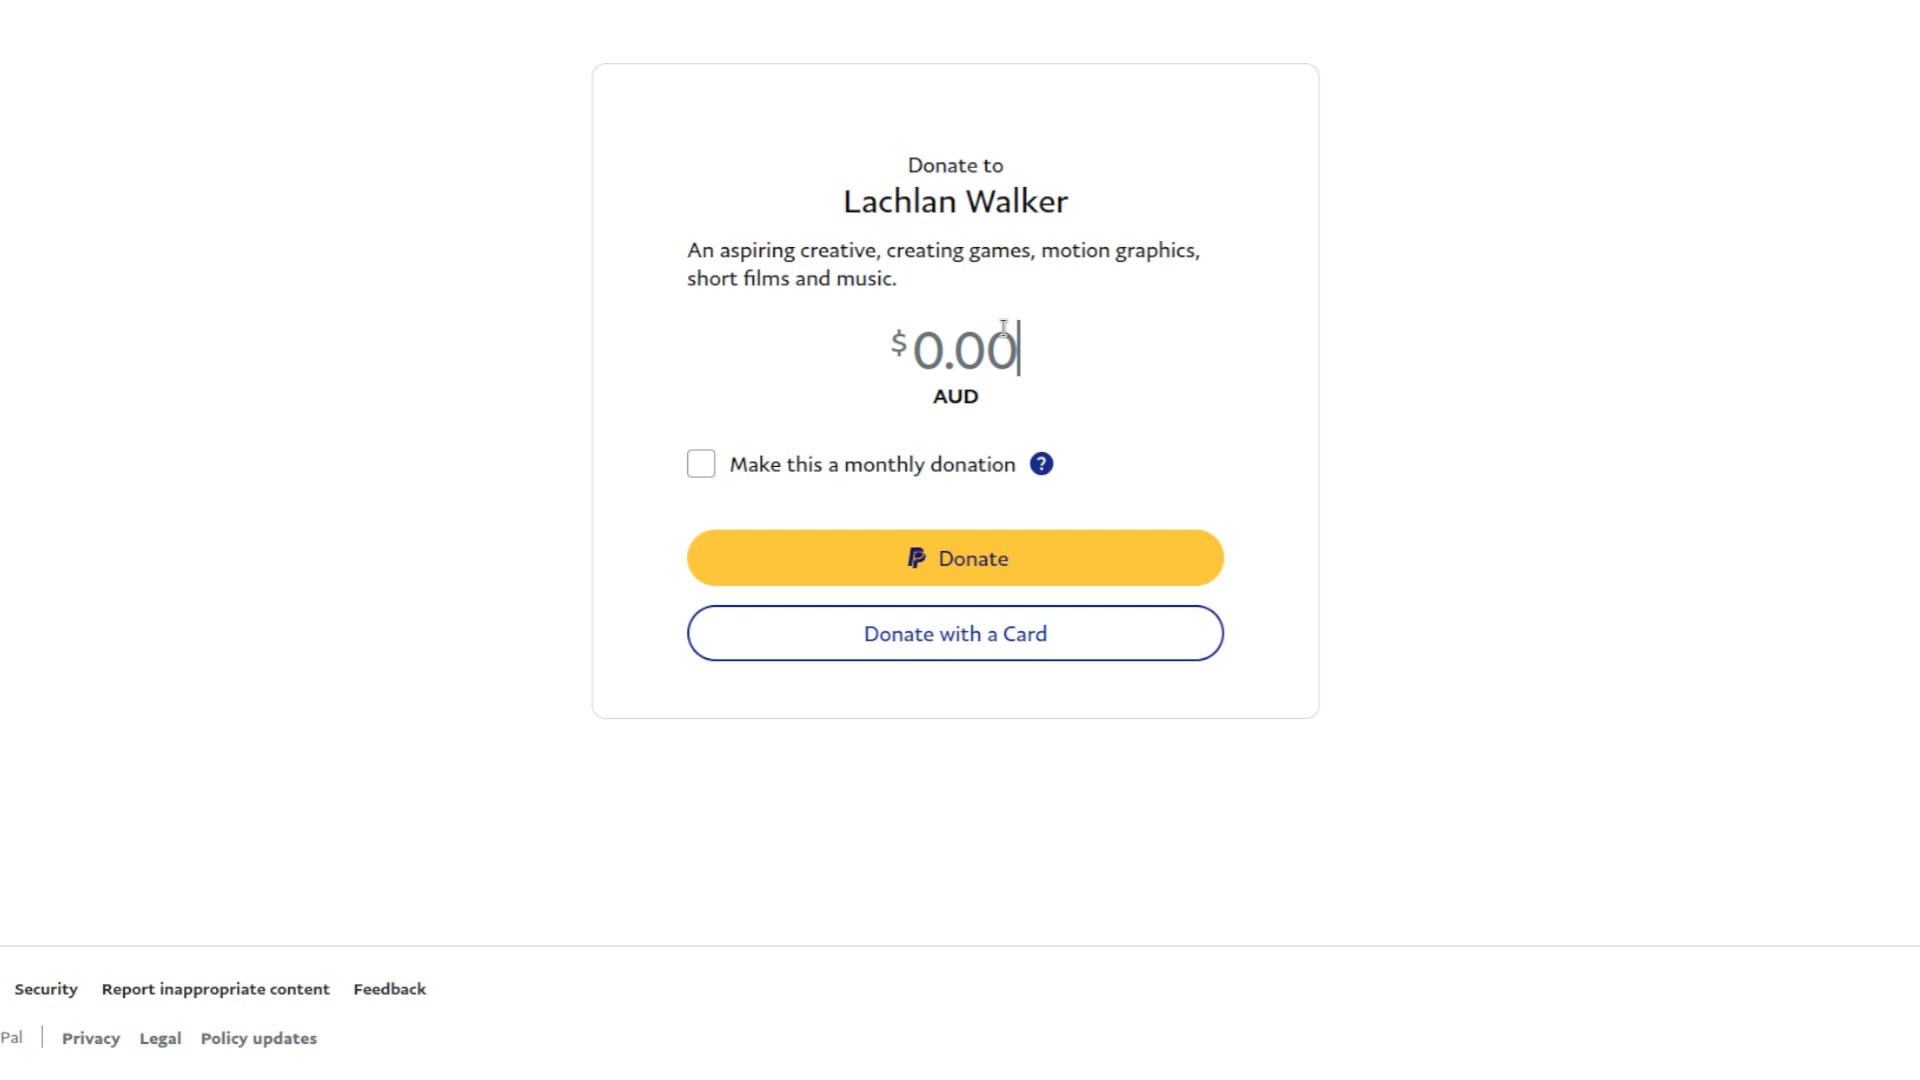 Donate to
Lachlan Walker
An aspiring creative, creating games, motion graphics,
short films and music.
$0.00
AUD
Make this a monthly donation ?
Donate
Donate with a Card
Security Report inappropriate content Feedback
Pal Privacy Legal Policy updates